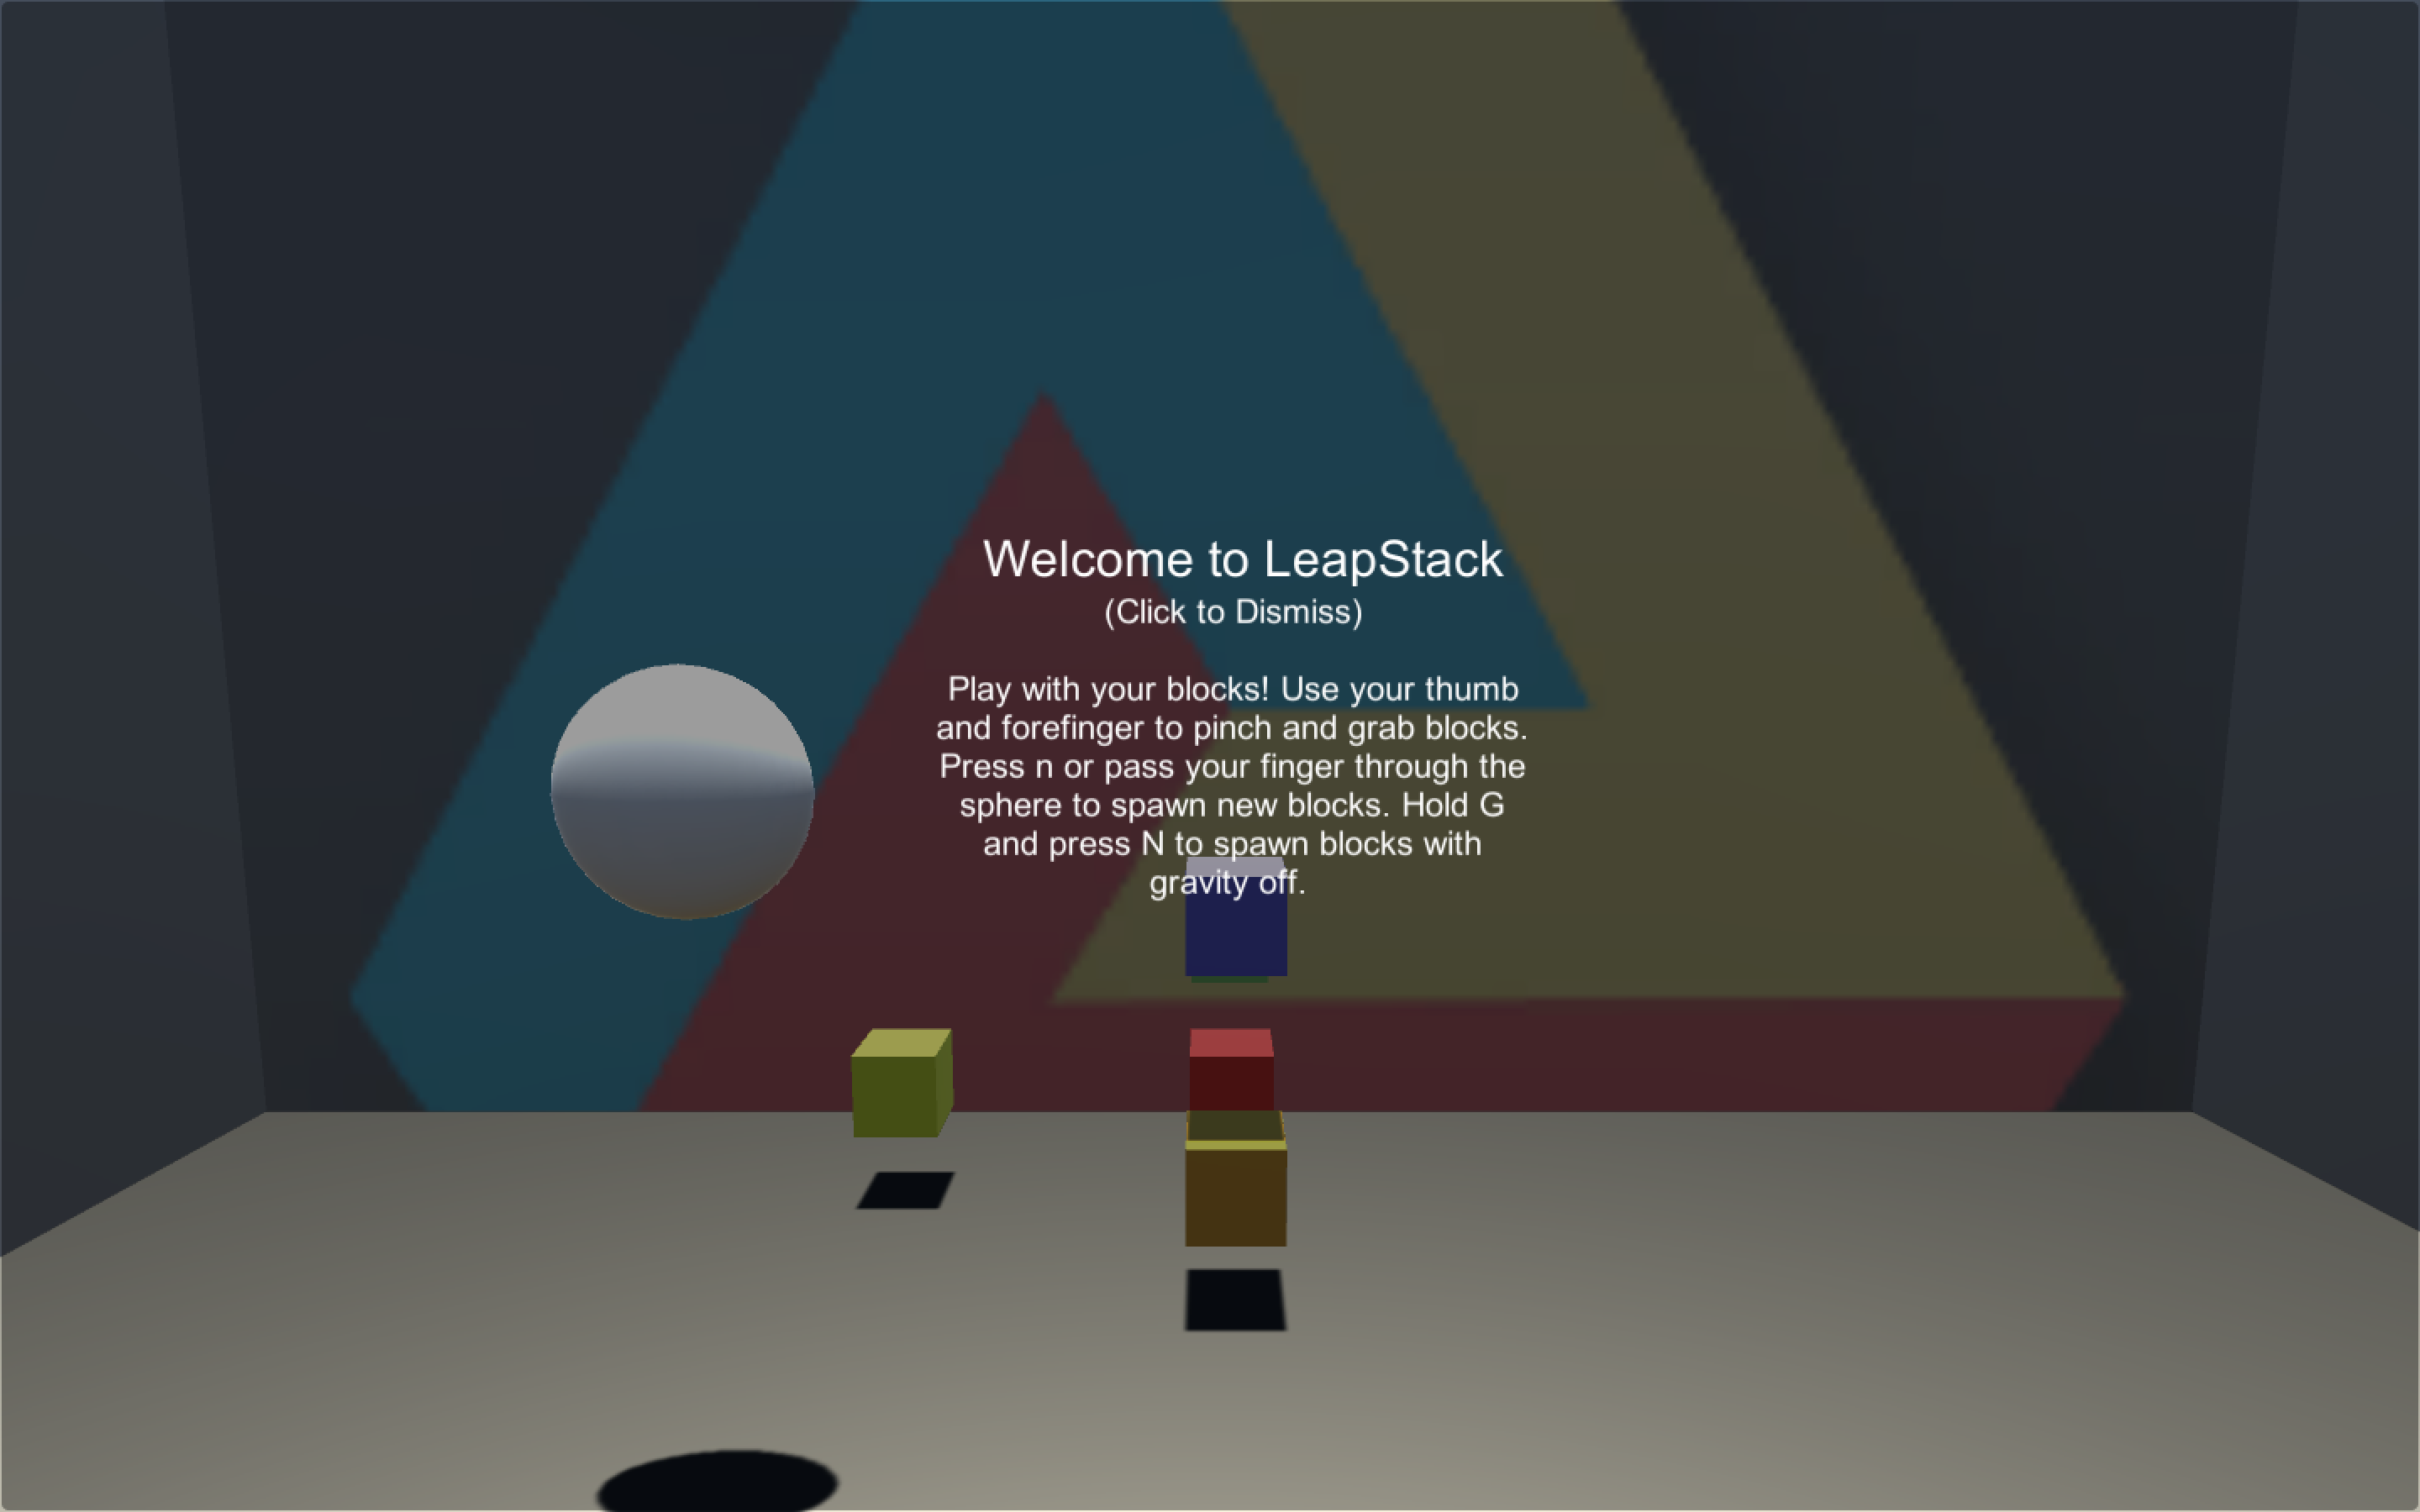 Welcome to LeapStack
(Click to Dismiss)
Play with your blocks! Use your thumb
and forefinger to pinch and grab blocks.
Press n or pass your finger through the
sphere to spawn new blocks. Hold G
and press N to spawn blocks with
gravity off.